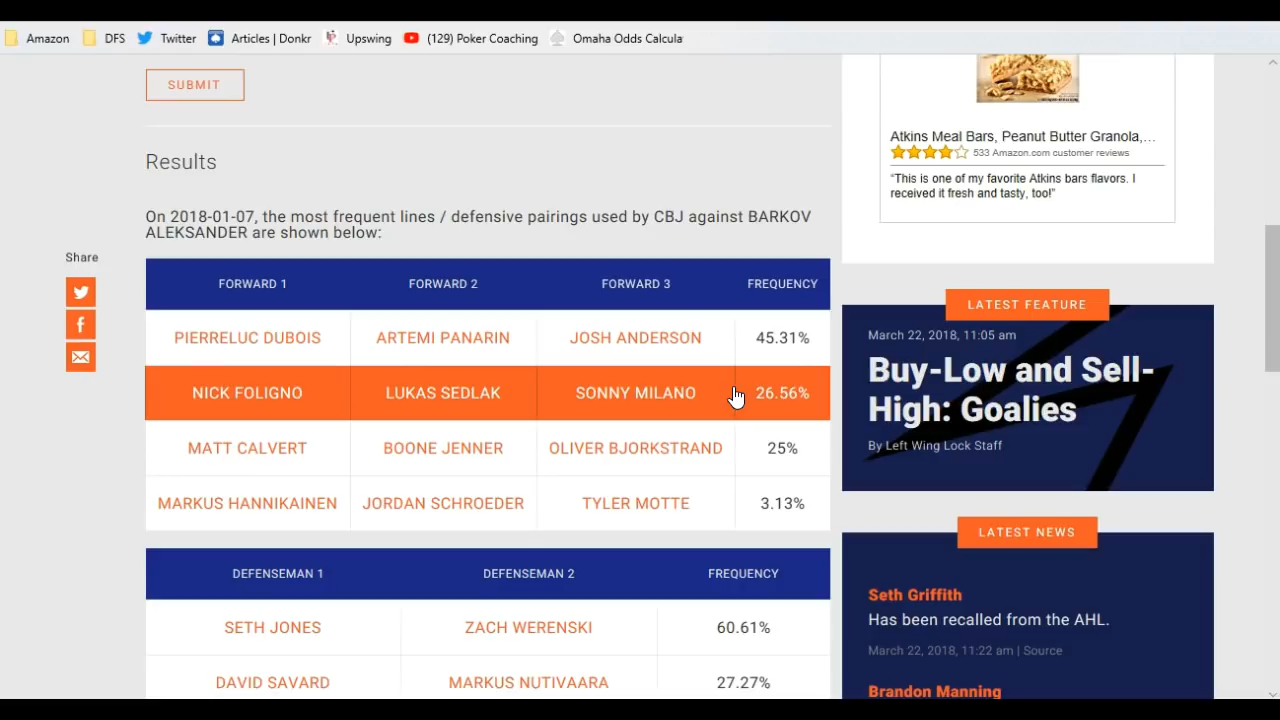 Amazon DFS Twitter Articles | Donkr Upswing (129) Poker Coaching Omaha Odds Calcula
SUBMIT
Results
On 2018-01-07, the most frequent lines / defensive pairings used by CBJ against BARKOV
ALEKSANDER are shown below:
Share
FORWARD 1 FORWARD 2 FORWARD 3 FREQUENCY
PIERRELUC DUBOIS ARTEMI PANARIN JOSH ANDERSON 45.31%
NICK FOLIGNO LUKAS SEDLAK SONNY MILANO 26.56%
MATT CALVERT BOONE JENNER OLIVER BJORKSTRAND 25%
MARKUS HANNIKAINEN JORDAN SCHROEDER TYLER MOTTE 3.13%
DEFENSEMAN 1 DEFENSEMAN 2 FREQUENCY
SETH JONES ZACH WERENSKI 60.61%
DAVID SAVARD MARKUS NUTIVAARA 27.27%
Atkins Meal Bars, Peanut Butter Granola,...
533 Amazon.com customer reviews
“This is one of my favorite Atkins bars flavors. I
received it fresh and tasty, too!”
LATEST FEATURE
March 22, 2018, 11:05 am
Buy-Low and Sell-
High: Goalies
By Left Wing Lock Staff
LATEST NEWS
Seth Griffith
Has been recalled from the AHL.
March 22, 2018, 11:22 am | Source
Brandon Manning